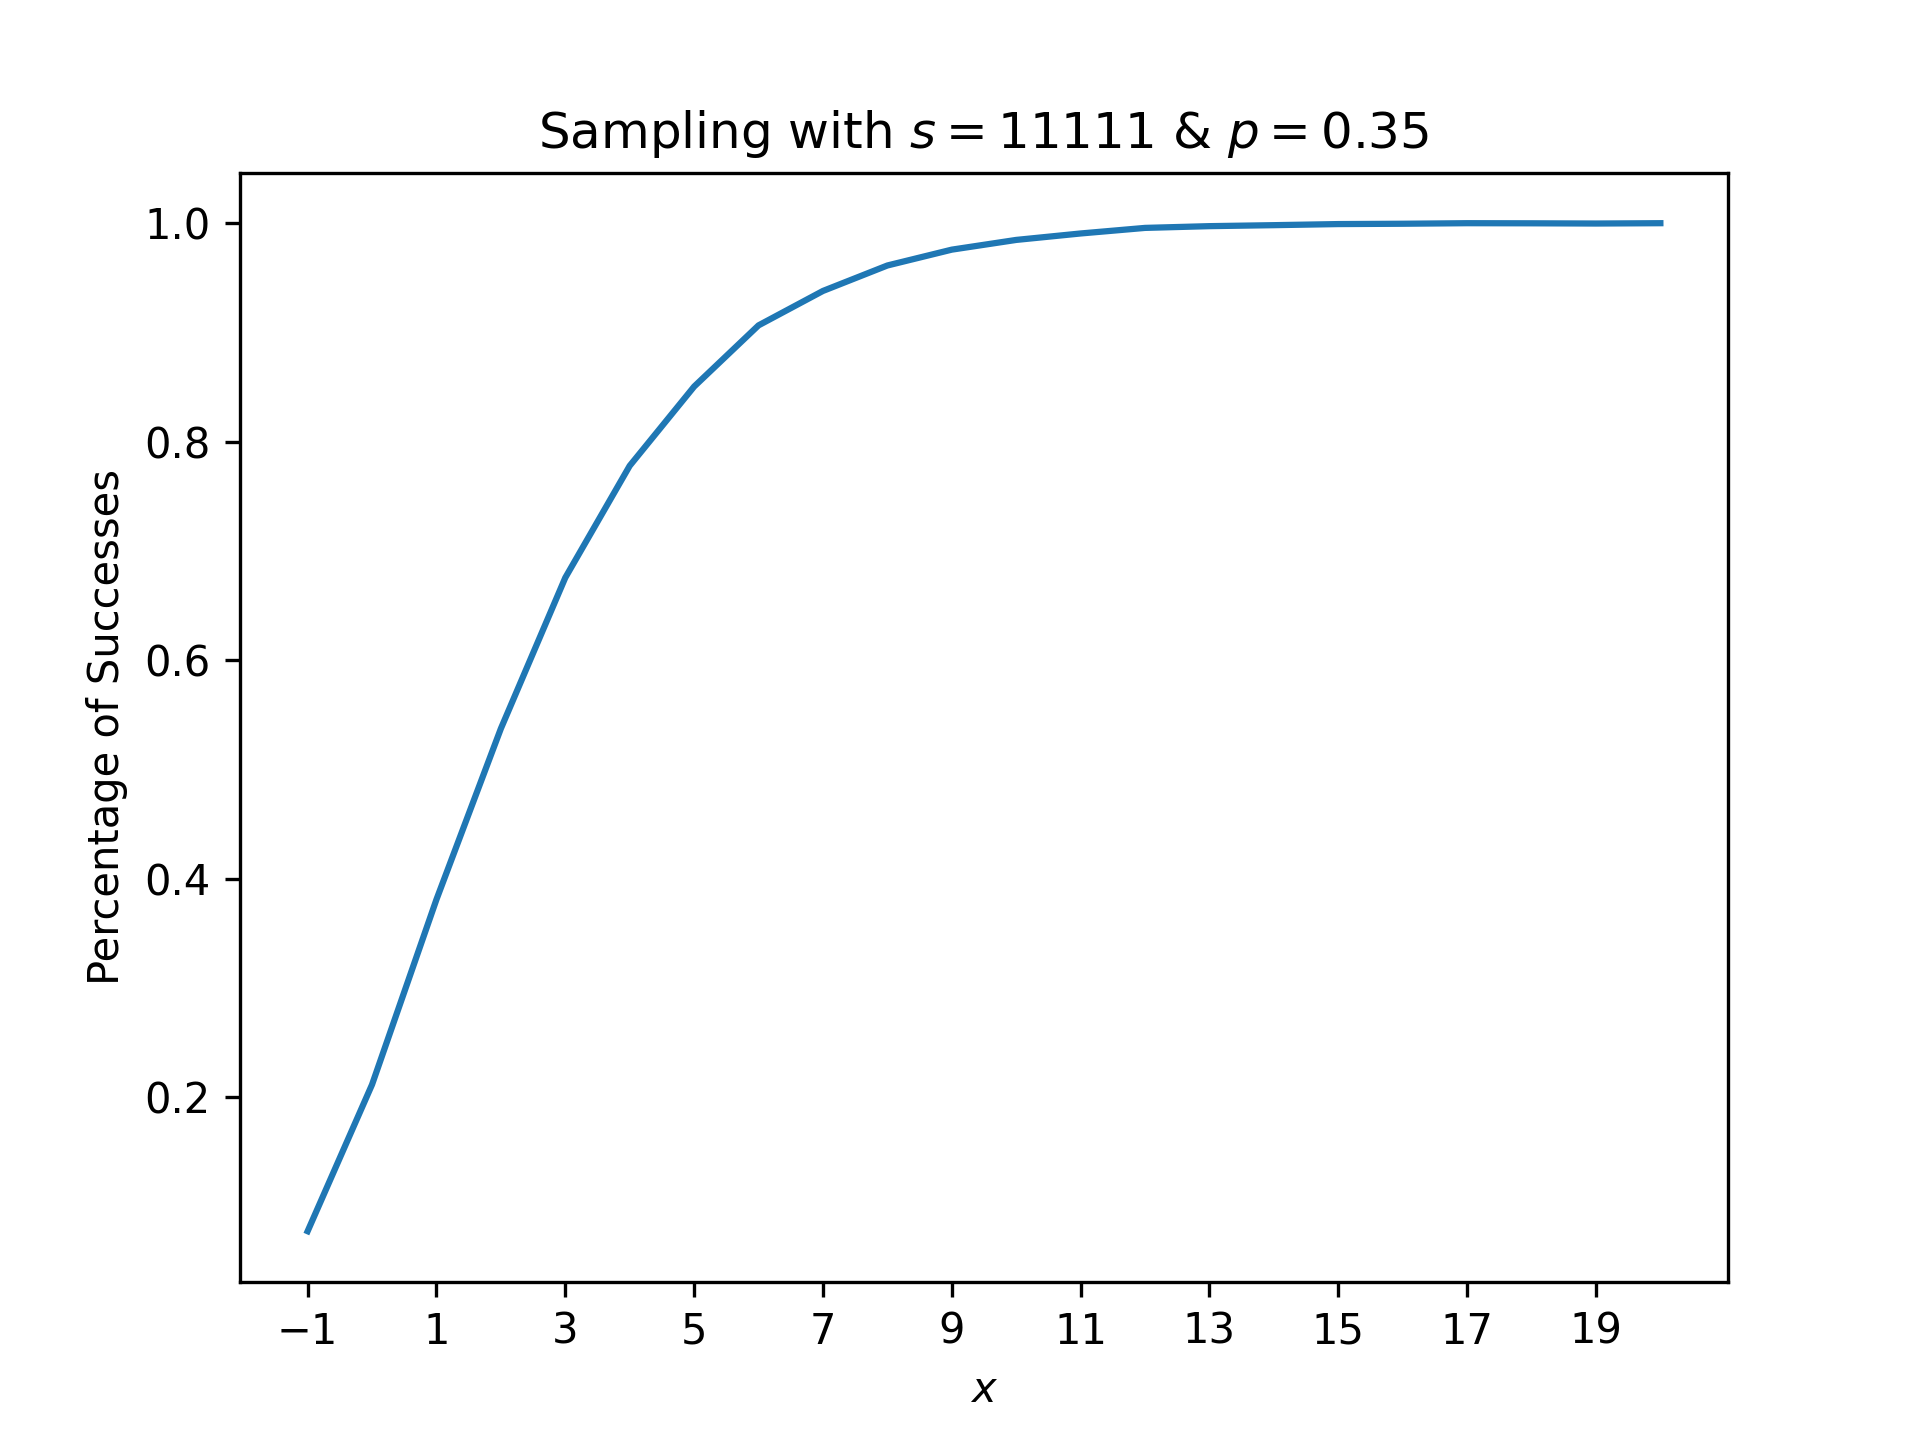 Sampling with s = 11111 & p = 0.35
Percentage of Successes
1.0
0.8
0.6
0.4
0.2
−1 1 3 5 7 9 11 13 15 17 19
x